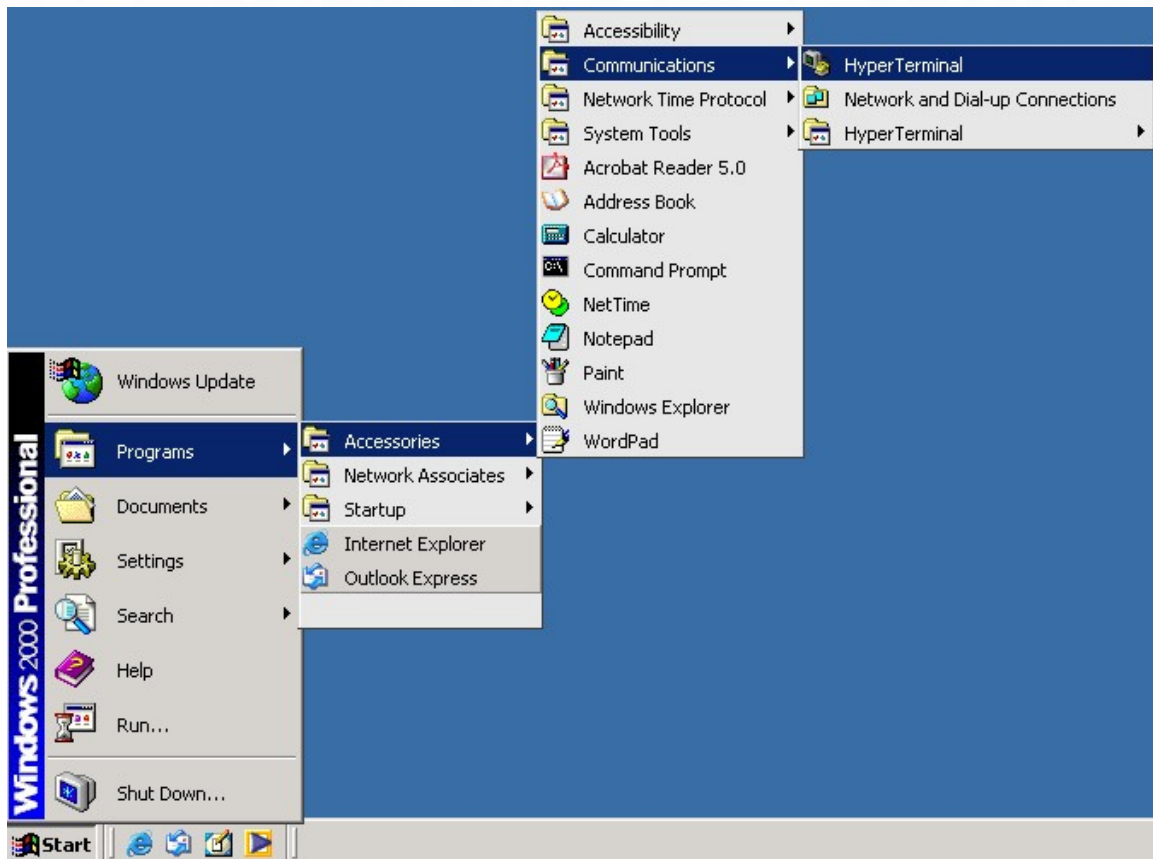 Accessibility
Communications
Network Time Protocol
System Tools
Acrobat Reader 5.0
Address Book
Calculator
Command Prompt
NetTime
Notepad
Paint
Windows Explorer
WordPad
HyperTerminal
Network and Dial-up Connections
HyperTerminal
Windows 2000 Professional
Windows Update
Programs
Documents
Settings
Search
Help
Run...
Shut Down...
Accessories
Network Associates
Startup
Internet Explorer
Outlook Express
Start